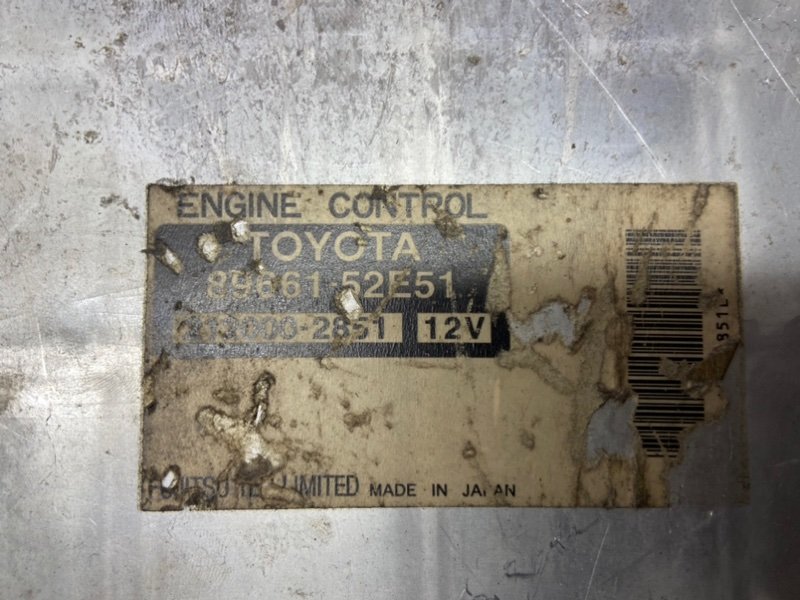 ENGINE CONTROL
TOYOTA
89661-52E51
12V
LIMITED MADE IN JAPAN